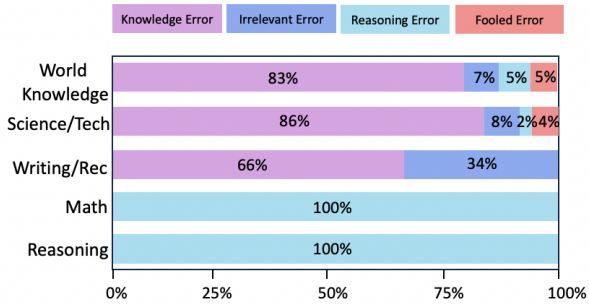 Knowledge Error Irrelevant Error Reasoning Error Fooled Error
World
Knowledge
83% 7% 5% 5%
Science/Tech 86% 8% 2% 4%
Writing/Rec 66% 34%
Math 100%
Reasoning 100%
0% 25% 50% 75% 100%